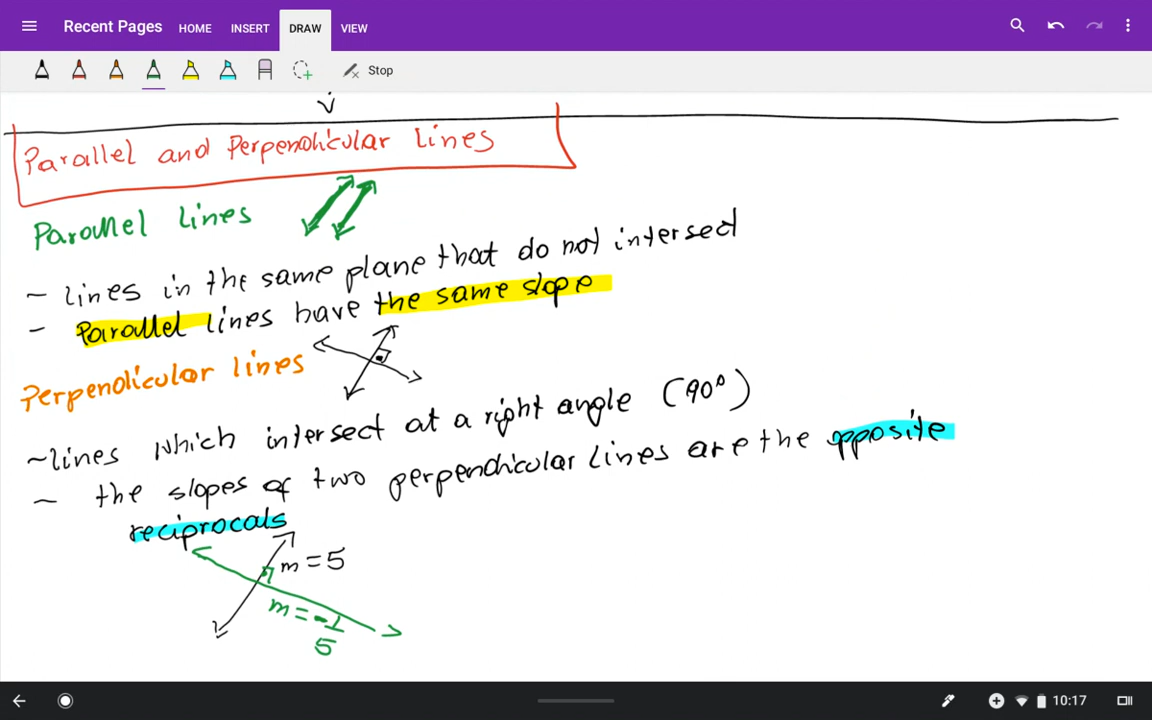 Recent Pages HOME INSERT DRAW VIEW
Stop
Parallel and Perpendicular Lines
Parallel Lines
- Lines in the same plane that do not intersect
- Parallel lines have the same slope
Perpendicular lines
~ lines which intersect at a right angle (90°)
~ the slopes of two perpendicular lines are the opposite
reciprocals
m = 5
m = -1/5
10:17